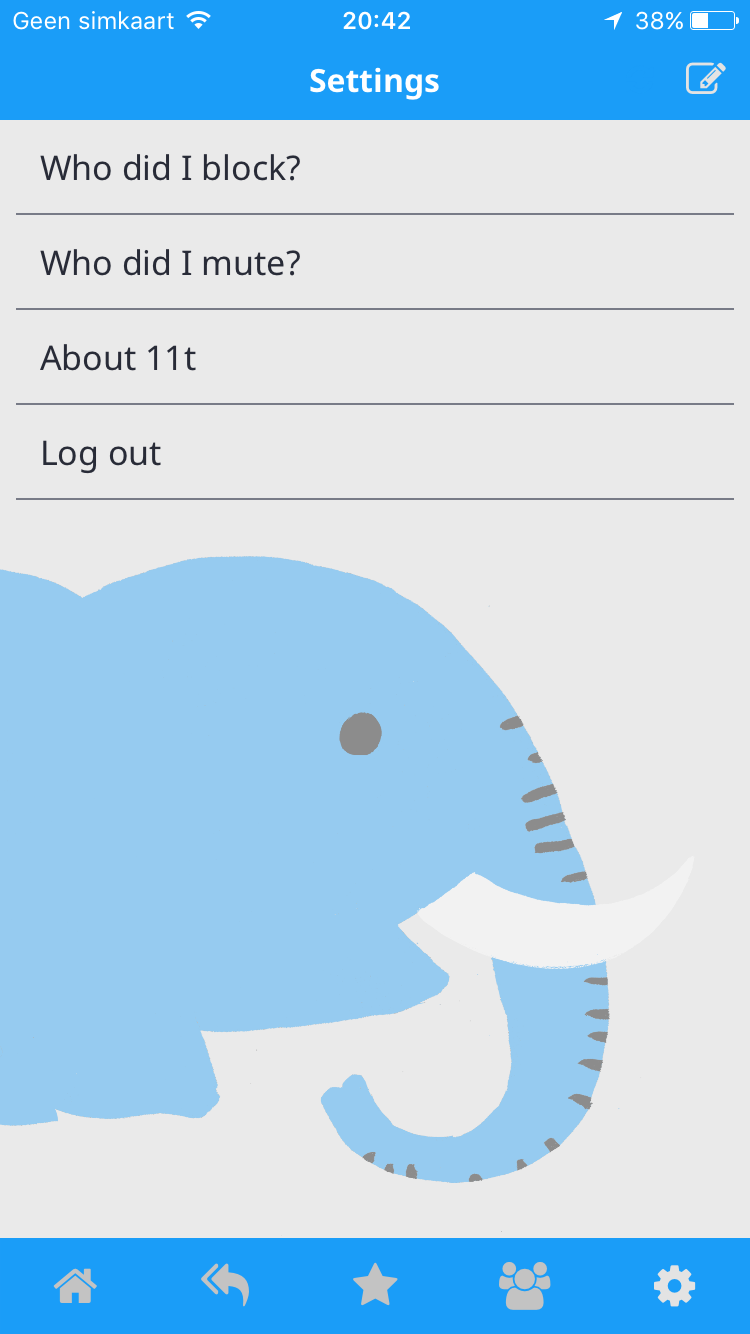 Geen simkaart 20:42 38%
Settings
Who did I block?
Who did I mute?
About 11t
Log out